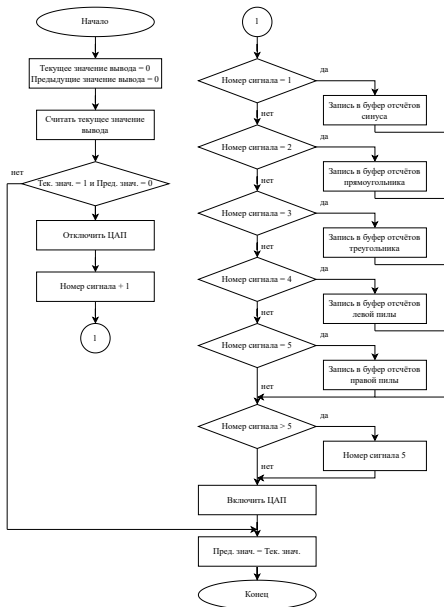 Начало
Текущее значение вывода = 0
Предыдущие значение вывода = 0
Считать текущее значение
вывода
нет
Тек. знач. = 1 и Пред. знач. = 0
Отключить ЦАП
Номер сигнала + 1
1
1
Номер сигнала = 1
да
Запись в буфер отсчётов
синуса
нет
Номер сигнала = 2
да
Запись в буфер отсчётов
прямоугольника
нет
Номер сигнала = 3
да
Запись в буфер отсчётов
треугольника
нет
Номер сигнала = 4
да
Запись в буфер отсчётов
левой пилы
нет
Номер сигнала = 5
да
Запись в буфер отсчётов
правой пилы
нет
Номер сигнала > 5
да
Номер сигнала 5
нет
Включить ЦАП
Пред. знач. = Тек. знач.
Конец